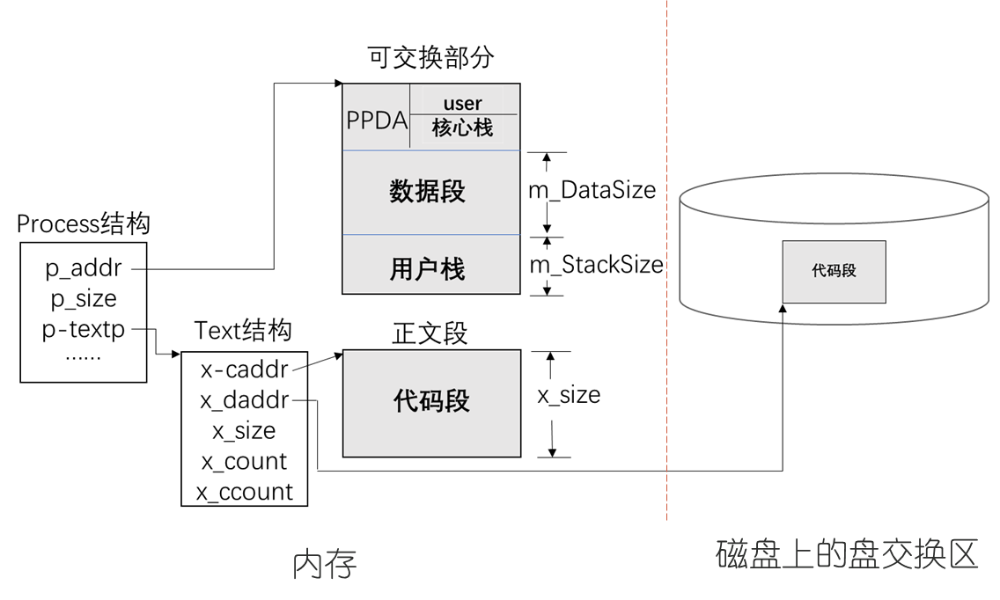 可交换部分
PPDA
user
核心栈
数据段
m_DataSize
用户栈
m_StackSize
Process结构
p_addr
p_size
p-textp
……
Text结构
x-caddr
x_daddr
x_size
x_count
x_ccount
正文段
代码段
x_size
代码段
内存
磁盘上的盘交换区